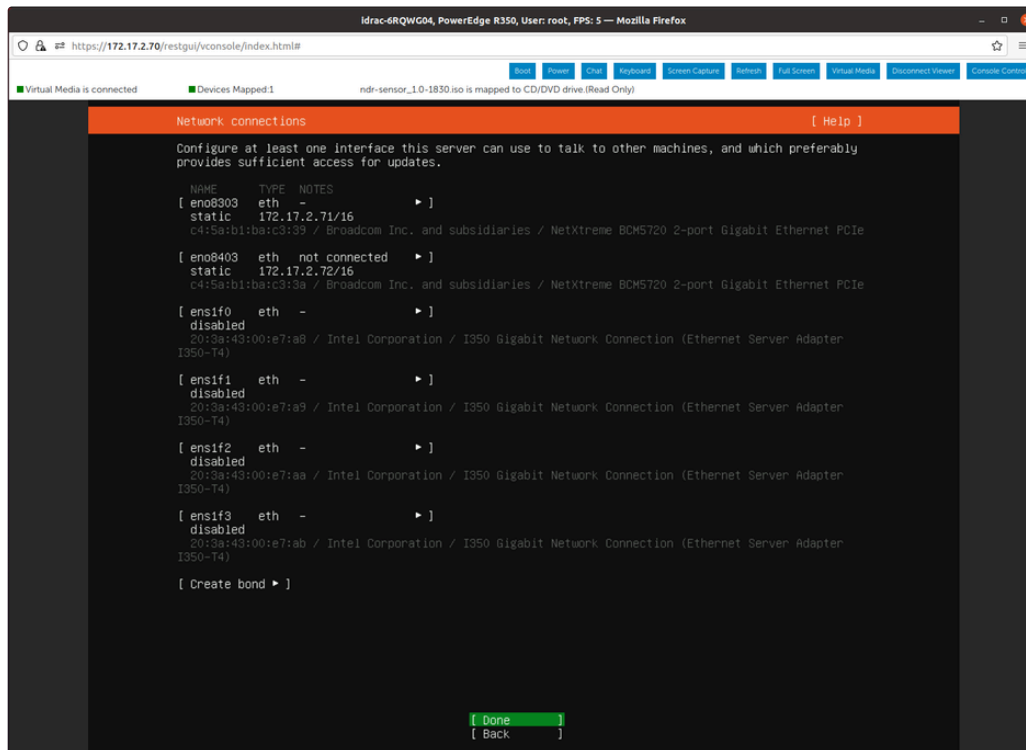 idrac-6RQWG04, PowerEdge R350, User: root, FPS: 5 — Mozilla Firefox
https://172.17.2.70/restgui/vconsole/index.html#
Boot Power Chat Keyboard Screen Capture Refresh Full Screen Virtual Media Disconnect Viewer Console Control
Virtual Media is connected Devices Mapped:1 ndr-sensor_1.0-1830.iso is mapped to CD/DVD drive.(Read Only)
Network connections [ Help ]
Configure at least one interface this server can use to talk to other machines, and which preferably
provides sufficient access for updates.
NAME TYPE NOTES
[ eno8303 eth - ▸ ]
static 172.17.2.71/16
c4:5a:b1:ba:c3:39 / Broadcom Inc. and subsidiaries / NetXtreme BCM5720 2-port Gigabit Ethernet PCIe
[ eno8403 eth not connected ▸ ]
static 172.17.2.72/16
c4:5a:b1:ba:c3:3a / Broadcom Inc. and subsidiaries / NetXtreme BCM5720 2-port Gigabit Ethernet PCIe
[ ens1f0 eth - ▸ ]
disabled
20:3a:43:00:e7:a8 / Intel Corporation / I350 Gigabit Network Connection (Ethernet Server Adapter
I350-T4)
[ ens1f1 eth - ▸ ]
disabled
20:3a:43:00:e7:a9 / Intel Corporation / I350 Gigabit Network Connection (Ethernet Server Adapter
I350-T4)
[ ens1f2 eth - ▸ ]
disabled
20:3a:43:00:e7:aa / Intel Corporation / I350 Gigabit Network Connection (Ethernet Server Adapter
I350-T4)
[ ens1f3 eth - ▸ ]
disabled
20:3a:43:00:e7:ab / Intel Corporation / I350 Gigabit Network Connection (Ethernet Server Adapter
I350-T4)
[ Create bond ▸ ]
[ Done ]
[ Back ]